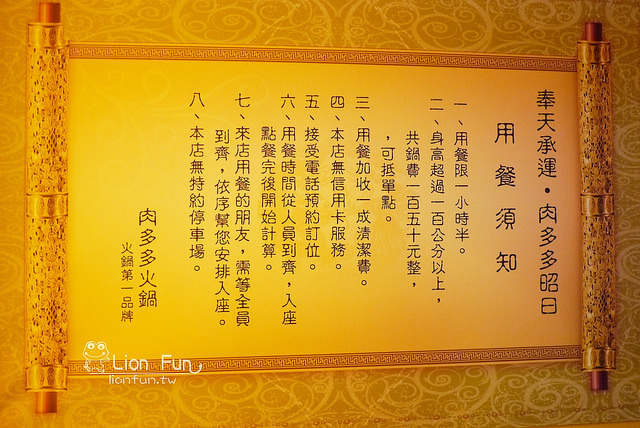 奉天承運•肉多多昭日
用餐須知
一、用餐限一小時半。
二、身高超過一百公分以上，
共鍋費一百五十元整，
，可抵單點。
三、用餐加收一成清潔費。
四、本店無信用卡服務。
五、接受電話預約訂位。
六、用餐時間從人員到齊，入座
點餐完後開始計算。
七、來店用餐的朋友，需等全員
到齊，依序幫您安排入座。
八、本店無特約停車場。
肉多多火鍋
火鍋第一品牌
Lion Fun
lionfun.tw